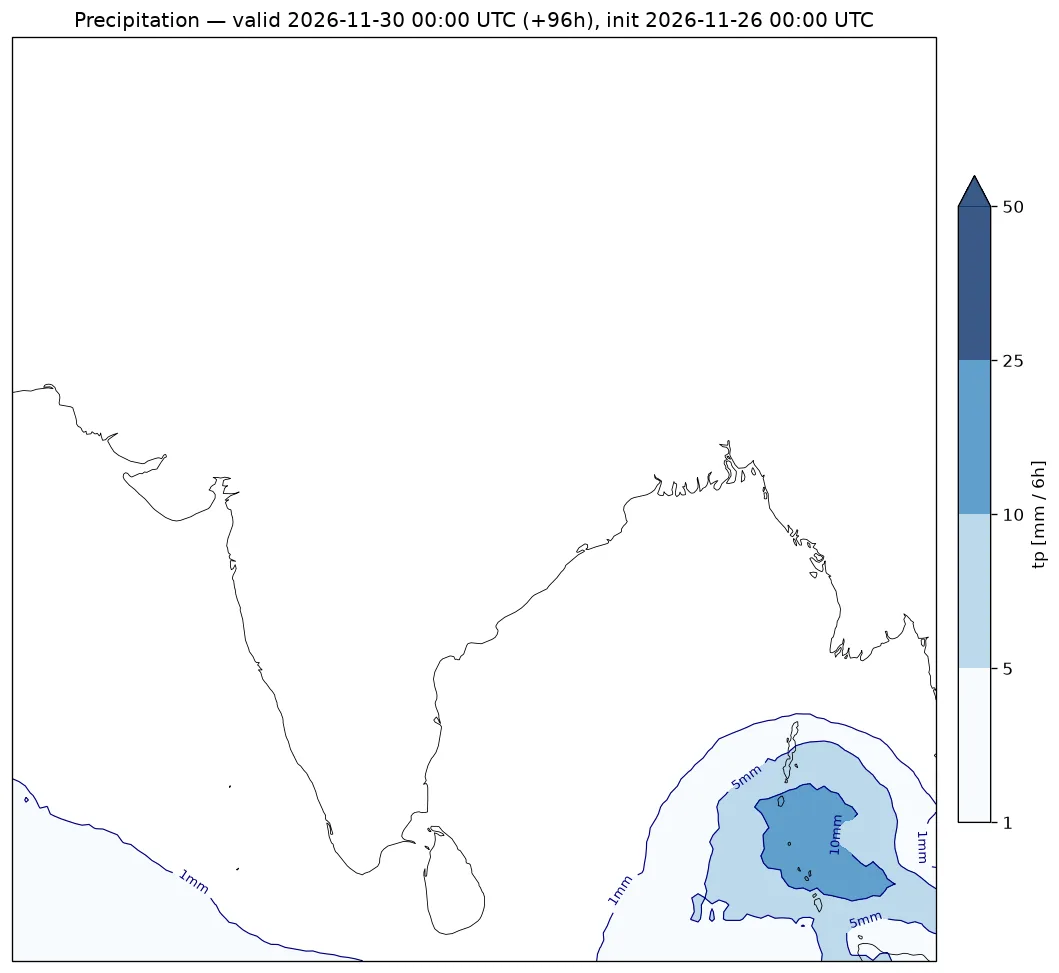 Precipitation — valid 2026-11-30 00:00 UTC (+96h), init 2026-11-26 00:00 UTC
50
25
10
5
1
tp [mm / 6h]
5mm
10mm
1mm
1mm
1mm
5mm